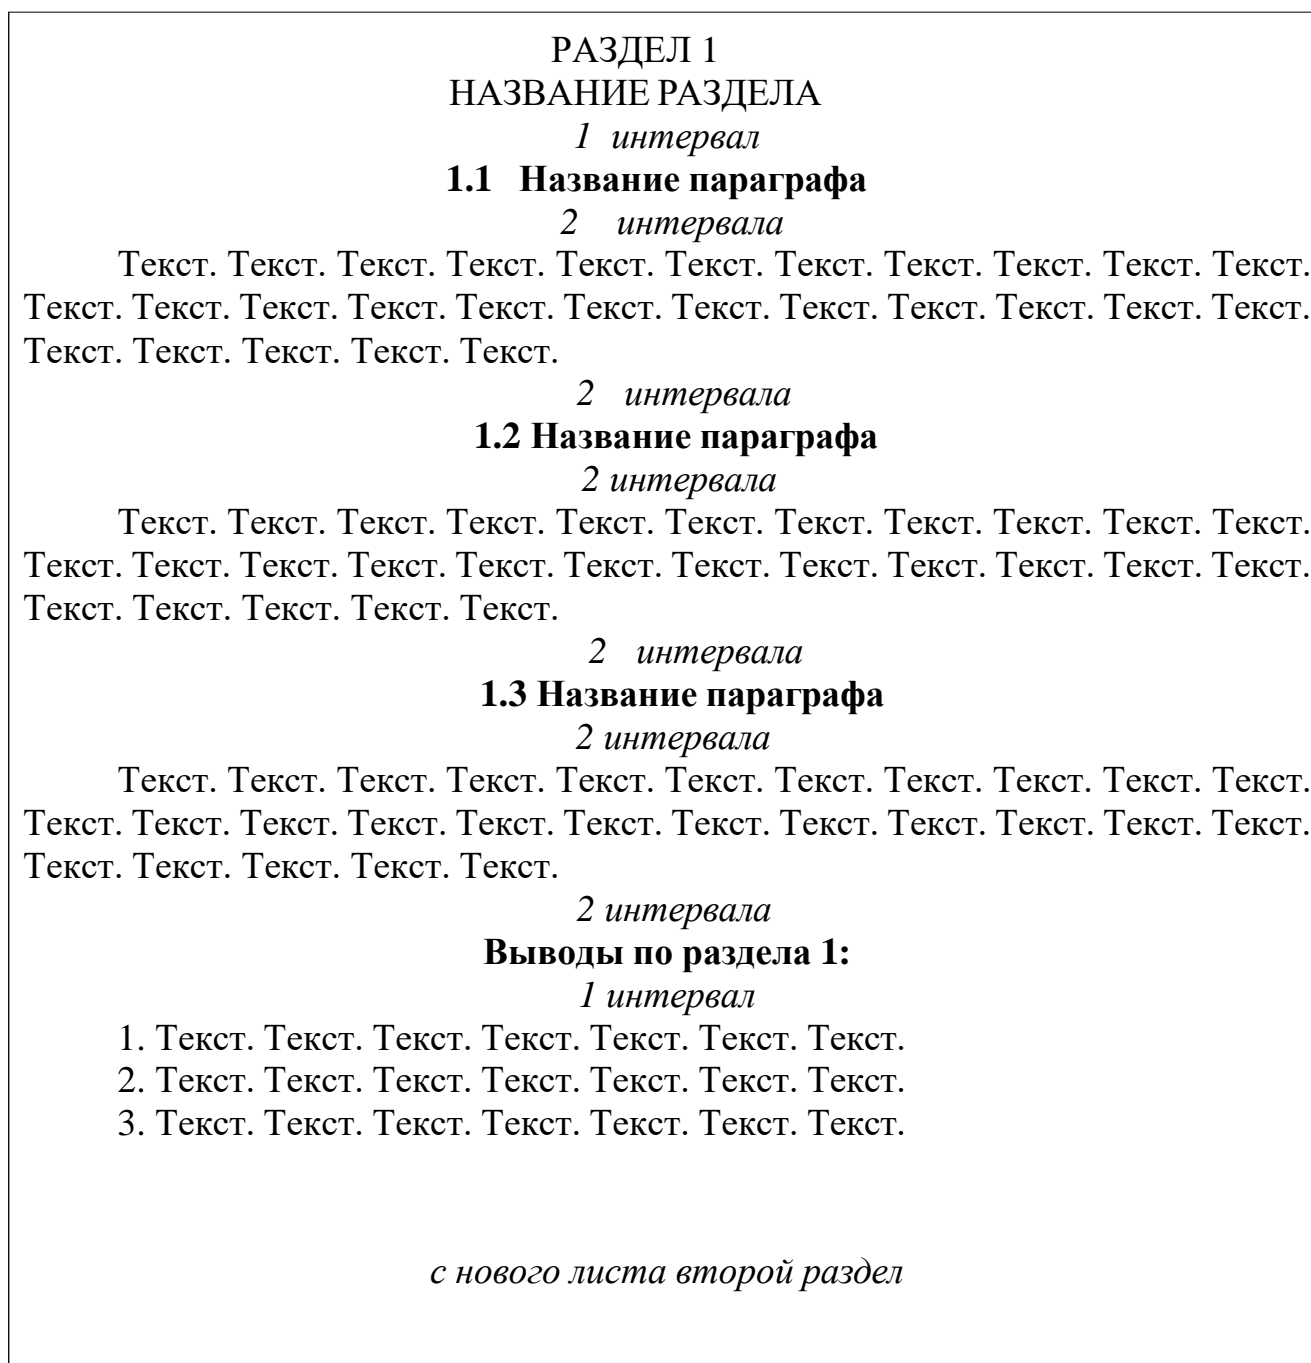 РАЗДЕЛ 1
НАЗВАНИЕ РАЗДЕЛА
1 интервал
1.1 Название параграфа
2 интервала
Текст. Текст. Текст. Текст. Текст. Текст. Текст. Текст. Текст. Текст. Текст.
Текст. Текст. Текст. Текст. Текст. Текст. Текст. Текст. Текст. Текст. Текст. Текст.
Текст. Текст. Текст. Текст. Текст.
2 интервала
1.2 Название параграфа
2 интервала
Текст. Текст. Текст. Текст. Текст. Текст. Текст. Текст. Текст. Текст. Текст.
Текст. Текст. Текст. Текст. Текст. Текст. Текст. Текст. Текст. Текст. Текст. Текст.
Текст. Текст. Текст. Текст. Текст.
2 интервала
1.3 Название параграфа
2 интервала
Текст. Текст. Текст. Текст. Текст. Текст. Текст. Текст. Текст. Текст. Текст.
Текст. Текст. Текст. Текст. Текст. Текст. Текст. Текст. Текст. Текст. Текст. Текст.
Текст. Текст. Текст. Текст. Текст.
2 интервала
Выводы по раздела 1:
1 интервал
1. Текст. Текст. Текст. Текст. Текст. Текст. Текст.
2. Текст. Текст. Текст. Текст. Текст. Текст. Текст.
3. Текст. Текст. Текст. Текст. Текст. Текст. Текст.
с нового листа второй раздел